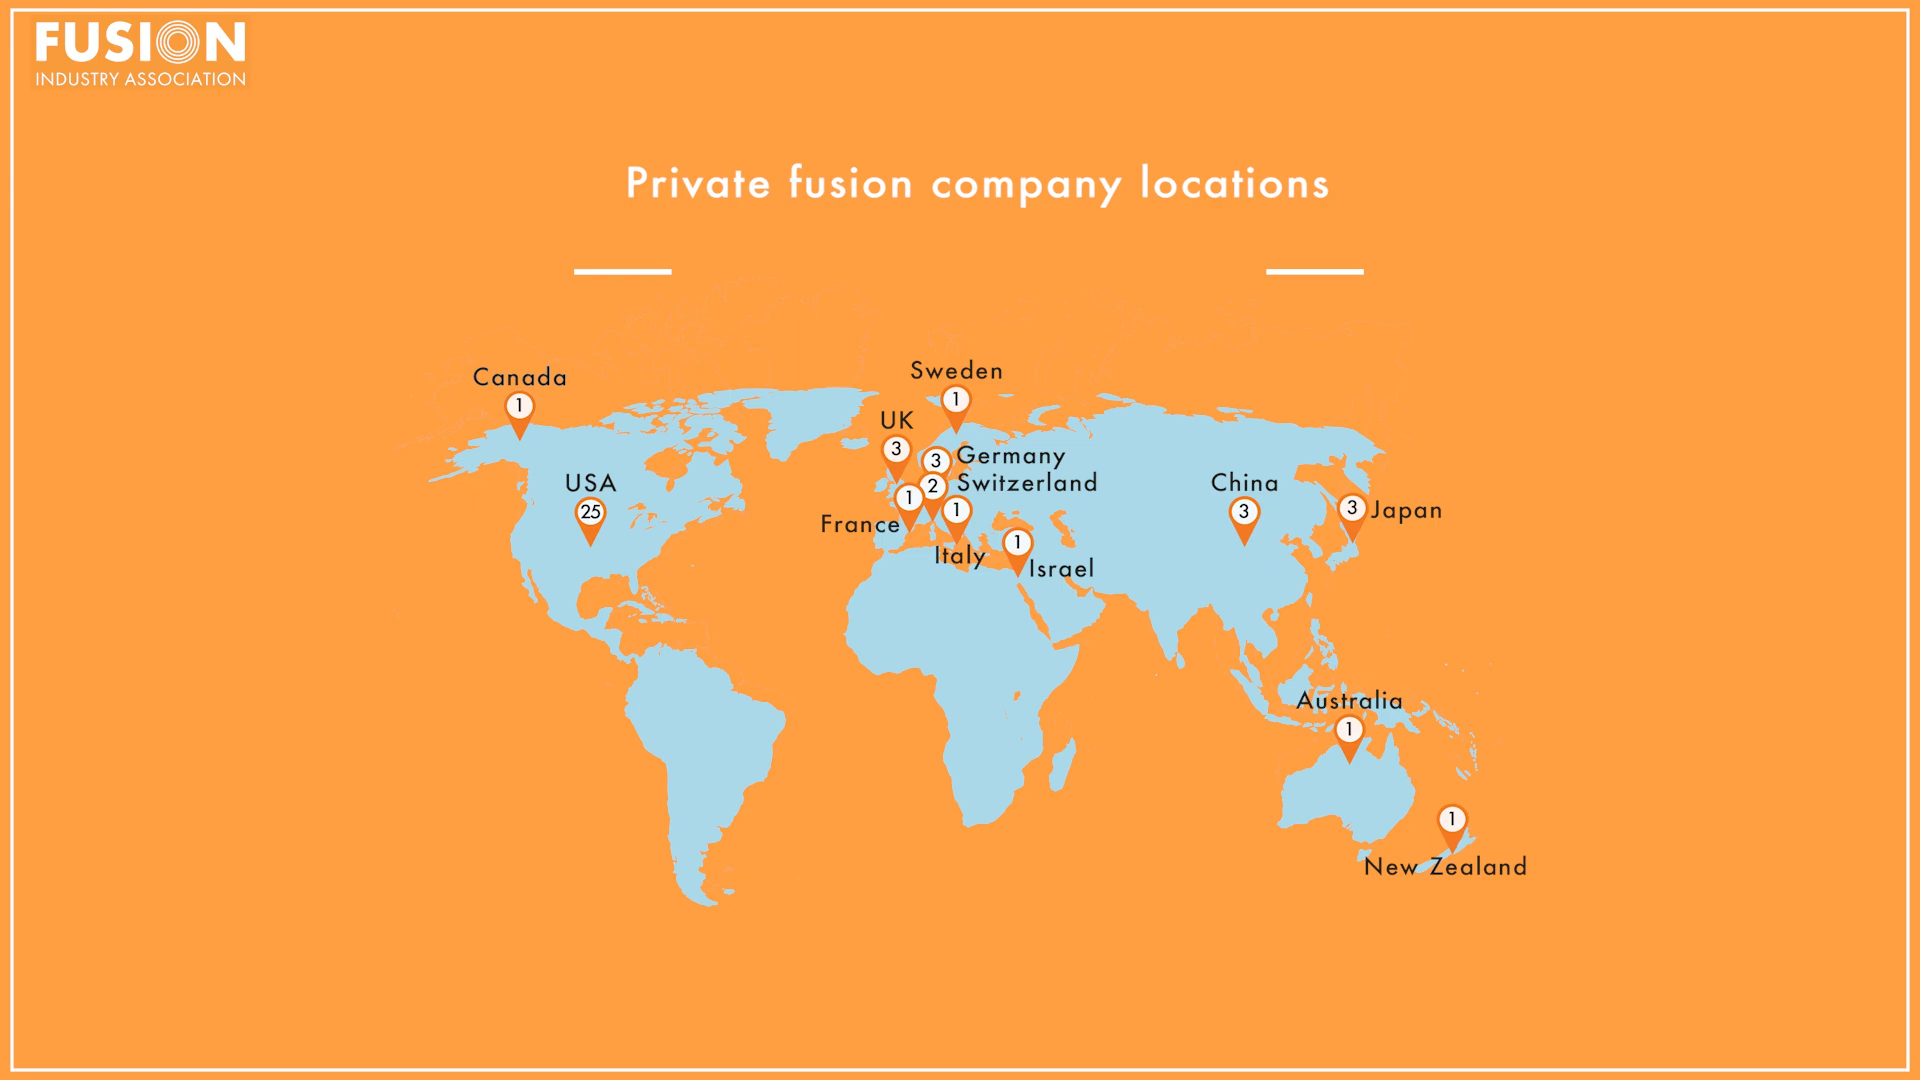 FUSION
INDUSTRY ASSOCIATION
Private fusion company locations
Canada
1
Sweden
1
UK
3
3 Germany
2 Switzerland
USA
25
1
France
1
Italy
1
Israel
China
3
3 Japan
Australia
1
1
New Zealand